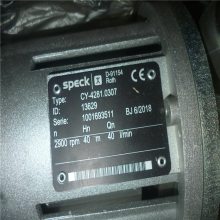 speck
D-91154
Roth
Type: CY-4281.0307
ID: 13629
Serie: 1001693511 BJ 6/2018
n Hn Qn
2900 rpm 40 m 40 l/min